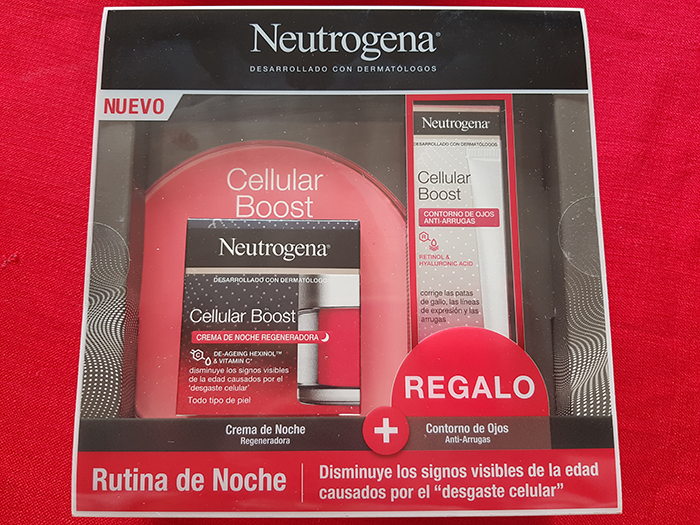 Neutrogena®
DESARROLLADO CON DERMATÓLOGOS
NUEVO
Cellular
Boost
Neutrogena®
DESARROLLADO CON DERMATÓLOGO
Cellular Boost
CREMA DE NOCHE REGENERADORA
DE-AGEING HEXINOL™
& VITAMIN C*
disminuye los signos visibles
de la edad causados por el
'desgaste celular'
Todo tipo de piel
Neutrogena®
DESARROLLADO CON DERMATÓLOGOS
Cellular
Boost
CONTORNO DE OJOS
ANTI-ARRUGAS
R
RETINOL &
HYALURONIC ACID
corrige las patas
de gallo, las líneas
de expresión y las
arrugas
REGALO
Crema de Noche
Regeneradora
+
Contorno de Ojos
Anti-Arrugas
Rutina de Noche
Disminuye los signos visibles de la edad
causados por el “desgaste celular”